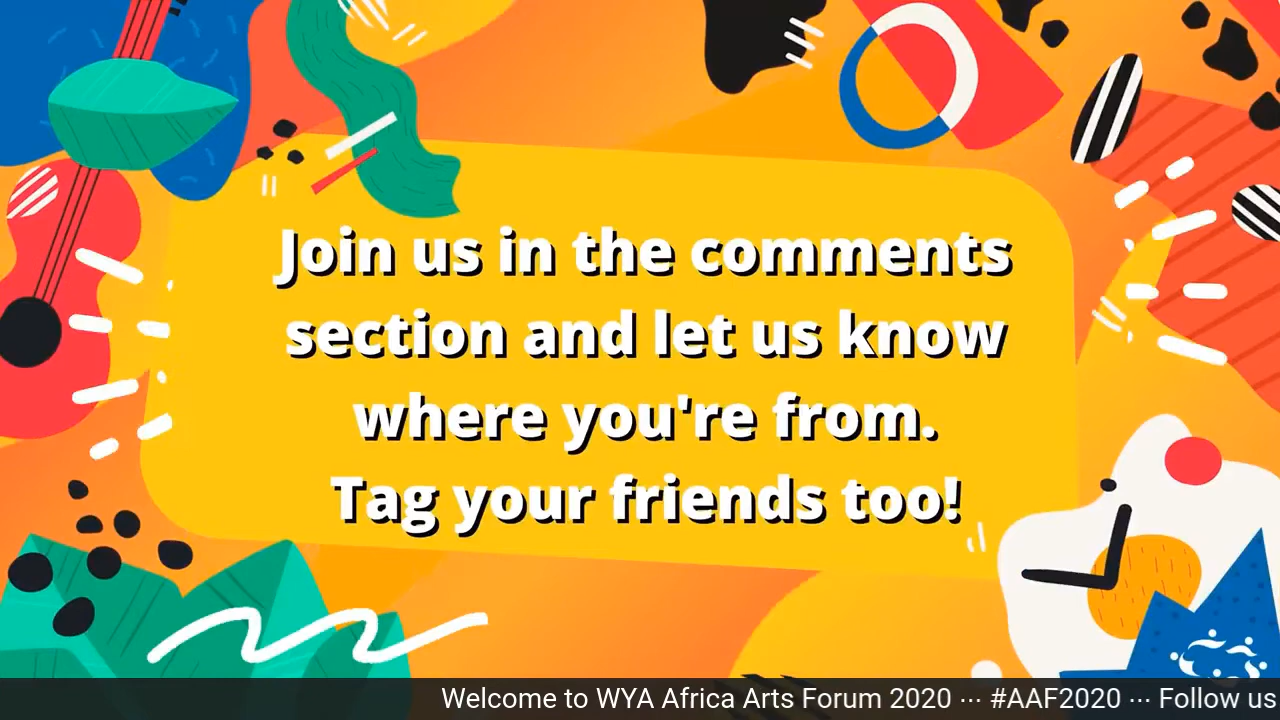 Join us in the comments
section and let us know
where you're from.
Tag your friends too!
Welcome to WYA Africa Arts Forum 2020 ··· #AAF2020 ··· Follow us